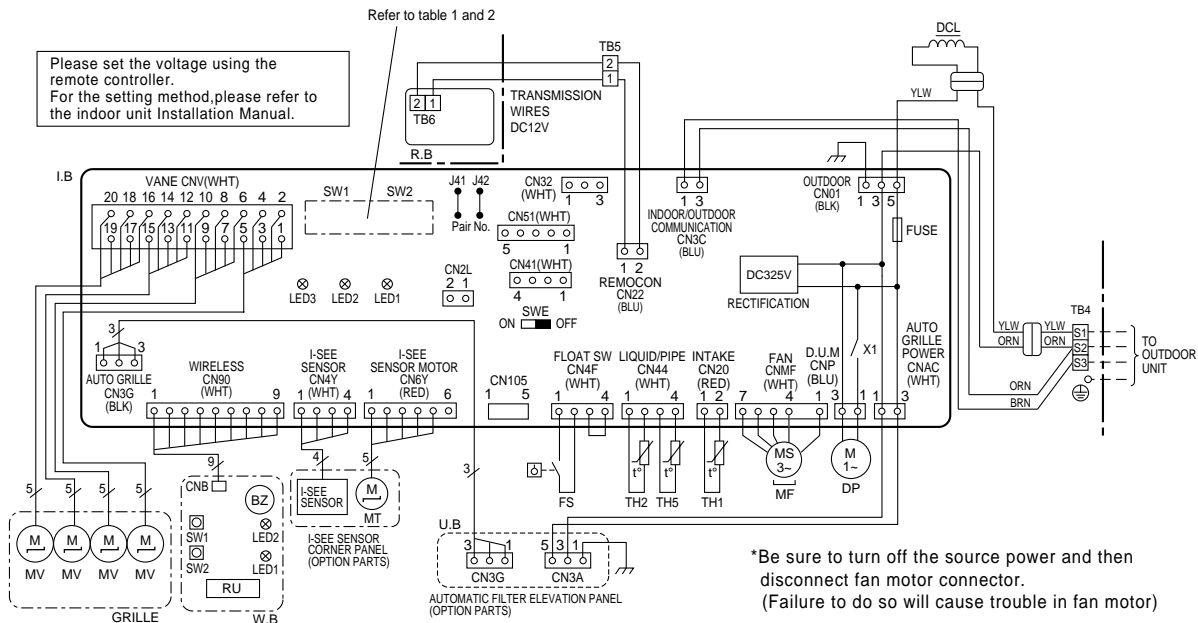 Refer to table 1 and 2
Please set the voltage using the
remote controller.
For the setting method,please refer to
the indoor unit Installation Manual.
TB5
2
1
2 1
TB6
TRANSMISSION
WIRES
DC12V
R.B
DCL
YLW
I.B
VANE CNV(WHT)
20 18 16 14 12 10 8 6 4 2
19 17 15 13 11 9 7 5 3 1
SW1 SW2
J41 J42
Pair No.
CN32
(WHT)
1 3
CN51(WHT)
5 1
CN41(WHT)
4 1
SWE
ON OFF
CN2L
2 1
LED3 LED2 LED1
1 2
REMOCON
CN22
(BLU)
1 3
INDOOR/OUTDOOR
COMMUNICATION
CN3C
(BLU)
OUTDOOR
CN01
(BLK)
1 3 5
FUSE
DC325V
RECTIFICATION
X1
TB4
YLW YLW
ORN ORN
S1
S2
S3
TO
OUTDOOR
UNIT
ORN
BRN
3
1 3
AUTO GRILLE
CN3G
(BLK)
WIRELESS
CN90
(WHT)
1 9
I-SEE
SENSOR
CN4Y
(WHT)
1 4
I-SEE
SENSOR MOTOR
CN6Y
(RED)
1 6
CN105
1 5
FLOAT SW
CN4F
(WHT)
1 4
LIQUID/PIPE
CN44
(WHT)
1 4
INTAKE
CN20
(RED)
1 2
FAN
CNMF
(WHT)
7 4 1
D.U.M
CNP
(BLU)
3 1
AUTO
GRILLE
POWER
CNAC
(WHT)
1 3
5 5 5 5
M M M M
MV MV MV MV
GRILLE
9
CNB
BZ
SW1
SW2
LED2
LED1
RU
W.B
4
I-SEE
SENSOR
5
M
MT
I-SEE SENSOR
CORNER PANEL
(OPTION PARTS)
3
U.B
3 1
CN3G
5 3 1
CN3A
AUTOMATIC FILTER ELEVATION PANEL
(OPTION PARTS)
FS
t° t° t°
TH2 TH5 TH1
MS
3~
MF
M
1~
DP
*Be sure to turn off the source power and then
disconnect fan motor connector.
(Failure to do so will cause trouble in fan motor)